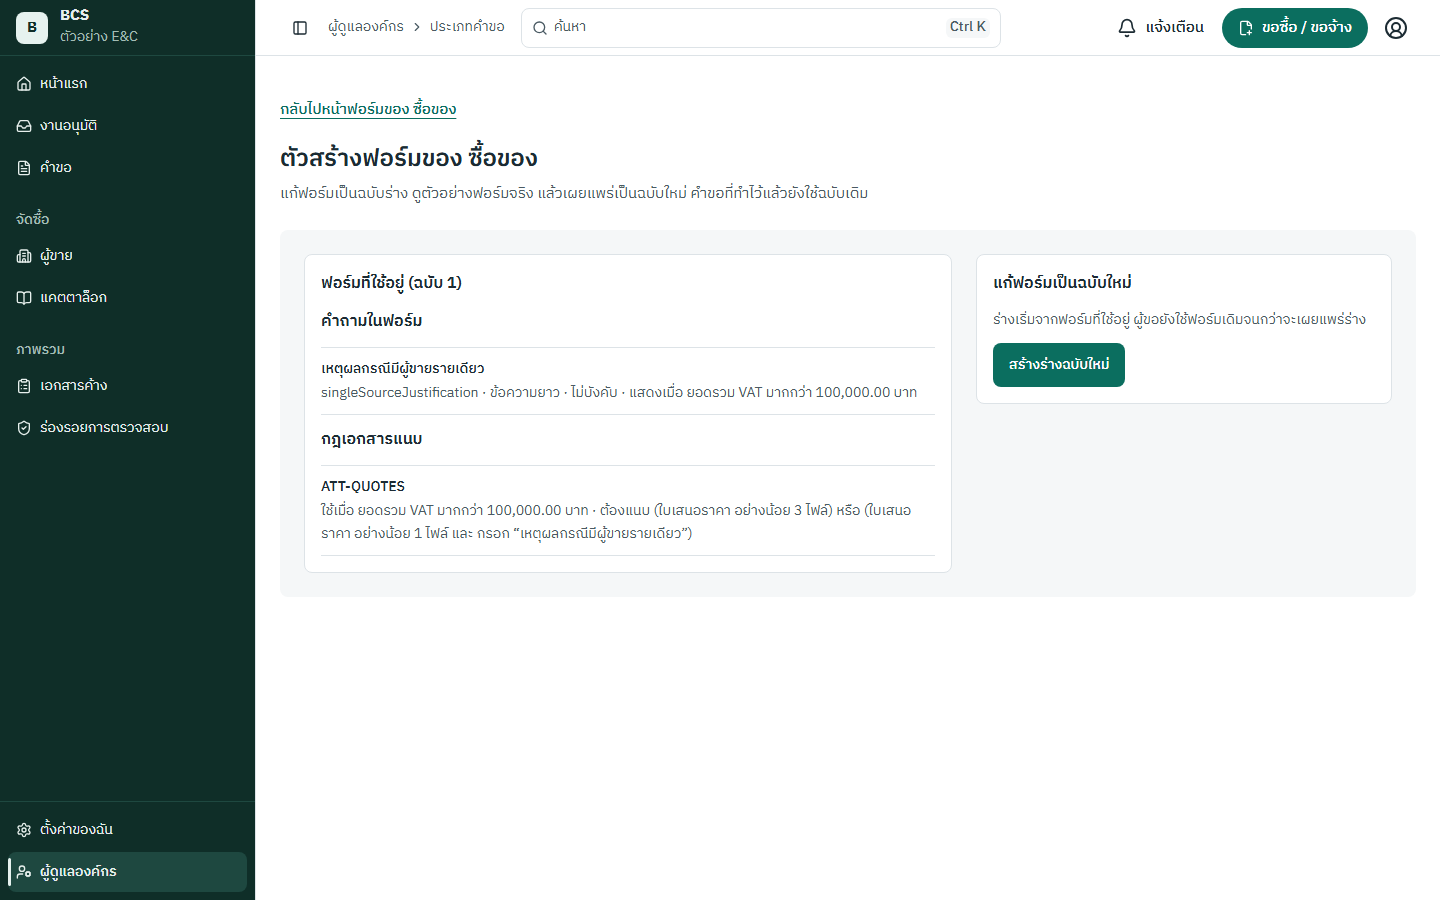 B
BCS
ตัวอย่าง E&C
หน้าแรก
งานอนุมัติ
คำขอ
จัดซื้อ
ผู้ขาย
แคตตาล็อก
ภาพรวม
เอกสารค้าง
ร่องรอยการตรวจสอบ
ตั้งค่าของฉัน
ผู้ดูแลองค์กร
ผู้ดูแลองค์กร > ประเภทคำขอ
ค้นหา
Ctrl K
แจ้งเตือน
ขอซื้อ / ขอจ้าง
กลับไปหน้าฟอร์มของ ซื้อของ
ตัวสร้างฟอร์มของ ซื้อของ
แก้ฟอร์มเป็นฉบับร่าง ดูตัวอย่างฟอร์มจริง แล้วเผยแพร่เป็นฉบับใหม่ คำขอที่ทำไว้แล้วยังใช้ฉบับเดิม
ฟอร์มที่ใช้อยู่ (ฉบับ 1)
คำถามในฟอร์ม
เหตุผลกรณีมีผู้ขายรายเดียว
singleSourceJustification · ข้อความยาว · ไม่บังคับ · แสดงเมื่อ ยอดรวม VAT มากกว่า 100,000.00 บาท
กฎเอกสารแนบ
ATT-QUOTES
ใช้เมื่อ ยอดรวม VAT มากกว่า 100,000.00 บาท · ต้องแนบ (ใบเสนอราคา อย่างน้อย 3 ไฟล์) หรือ (ใบเสนอ
ราคา อย่างน้อย 1 ไฟล์ และ กรอก “เหตุผลกรณีมีผู้ขายรายเดียว”)
แก้ฟอร์มเป็นฉบับใหม่
ร่างเริ่มจากฟอร์มที่ใช้อยู่ ผู้ขอยังใช้ฟอร์มเดิมจนกว่าจะเผยแพร่ร่าง
สร้างร่างฉบับใหม่